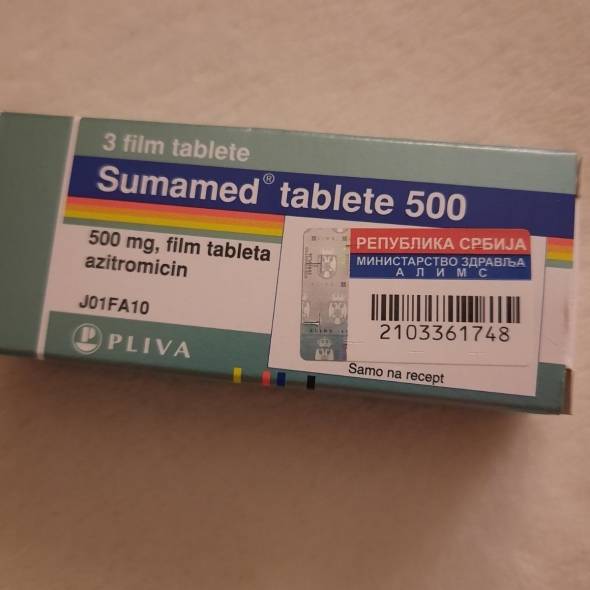 3 film tablete
Sumamed® tablete 500
500 mg, film tableta
azitromicin
J01FA10
PLIVA
РЕПУБЛИКА СРБИЈА
МИНИСТАРСТВО ЗДРАВЉА
АЛИМС
2103361748
Samo na recept